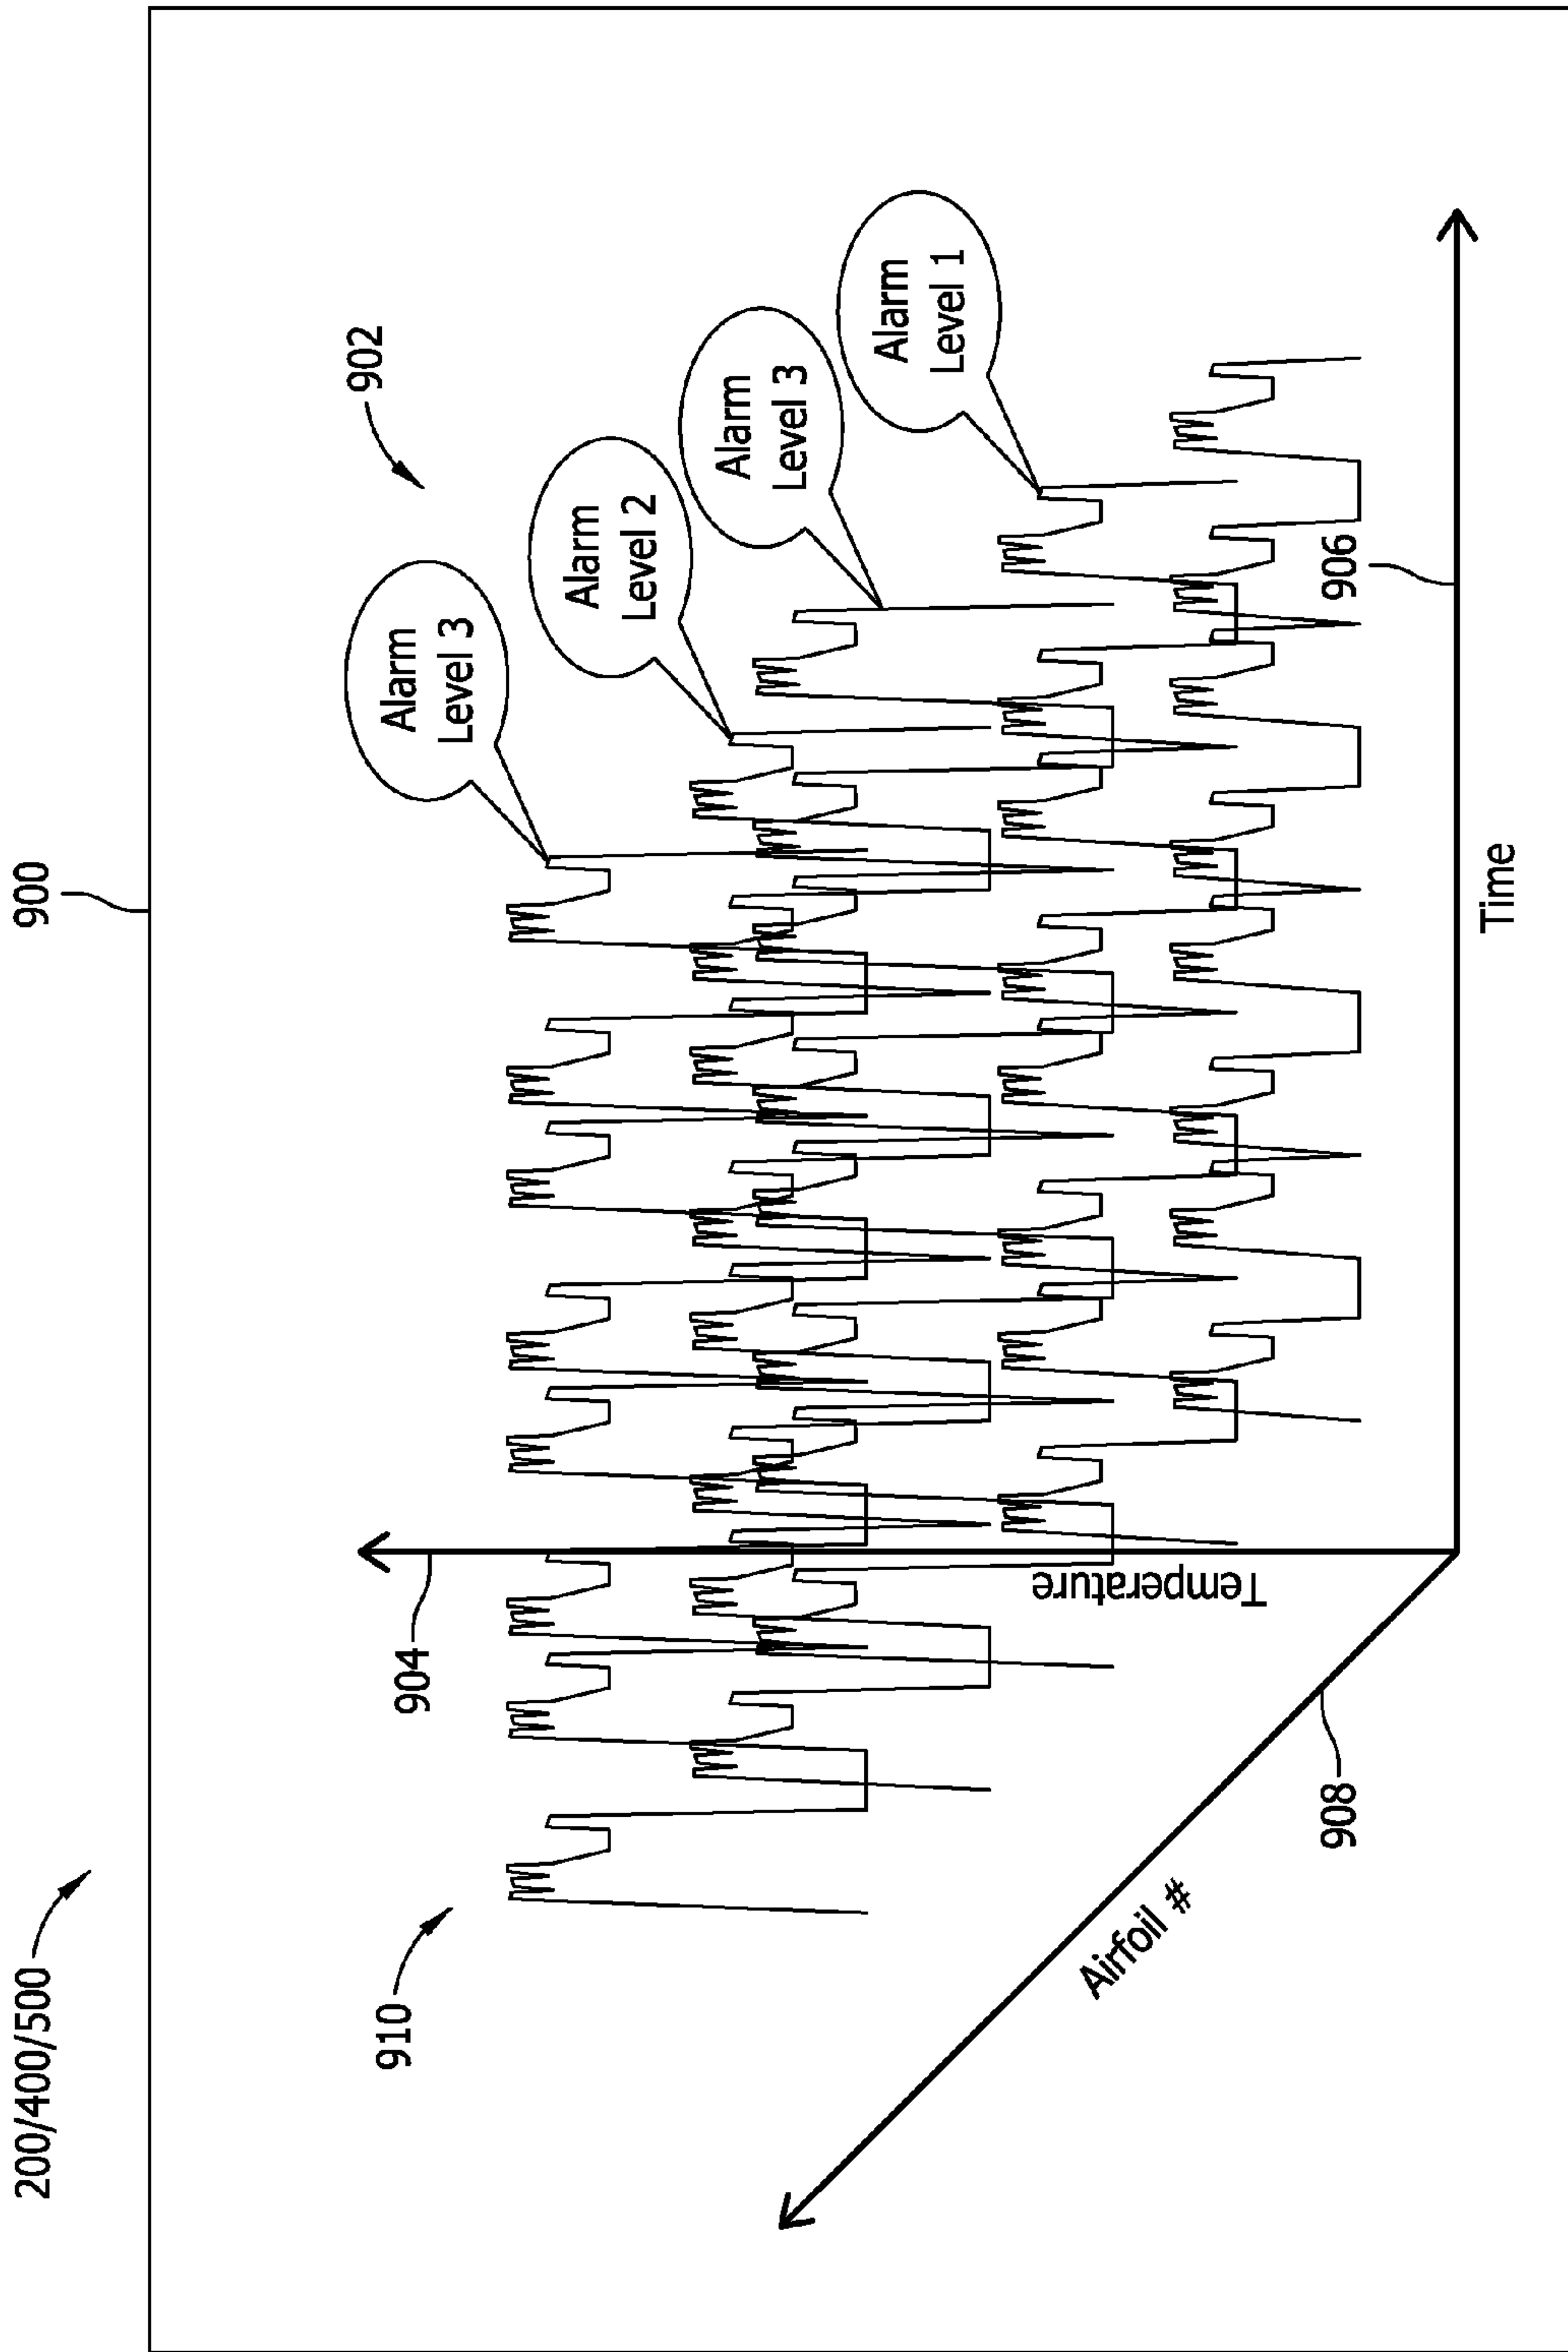 200/400/500
900
902
Alarm
Level 3
Alarm
Level 2
Alarm
Level 3
Alarm
Level 1
904
910
Temperature
906
Airfoil #
908
Time